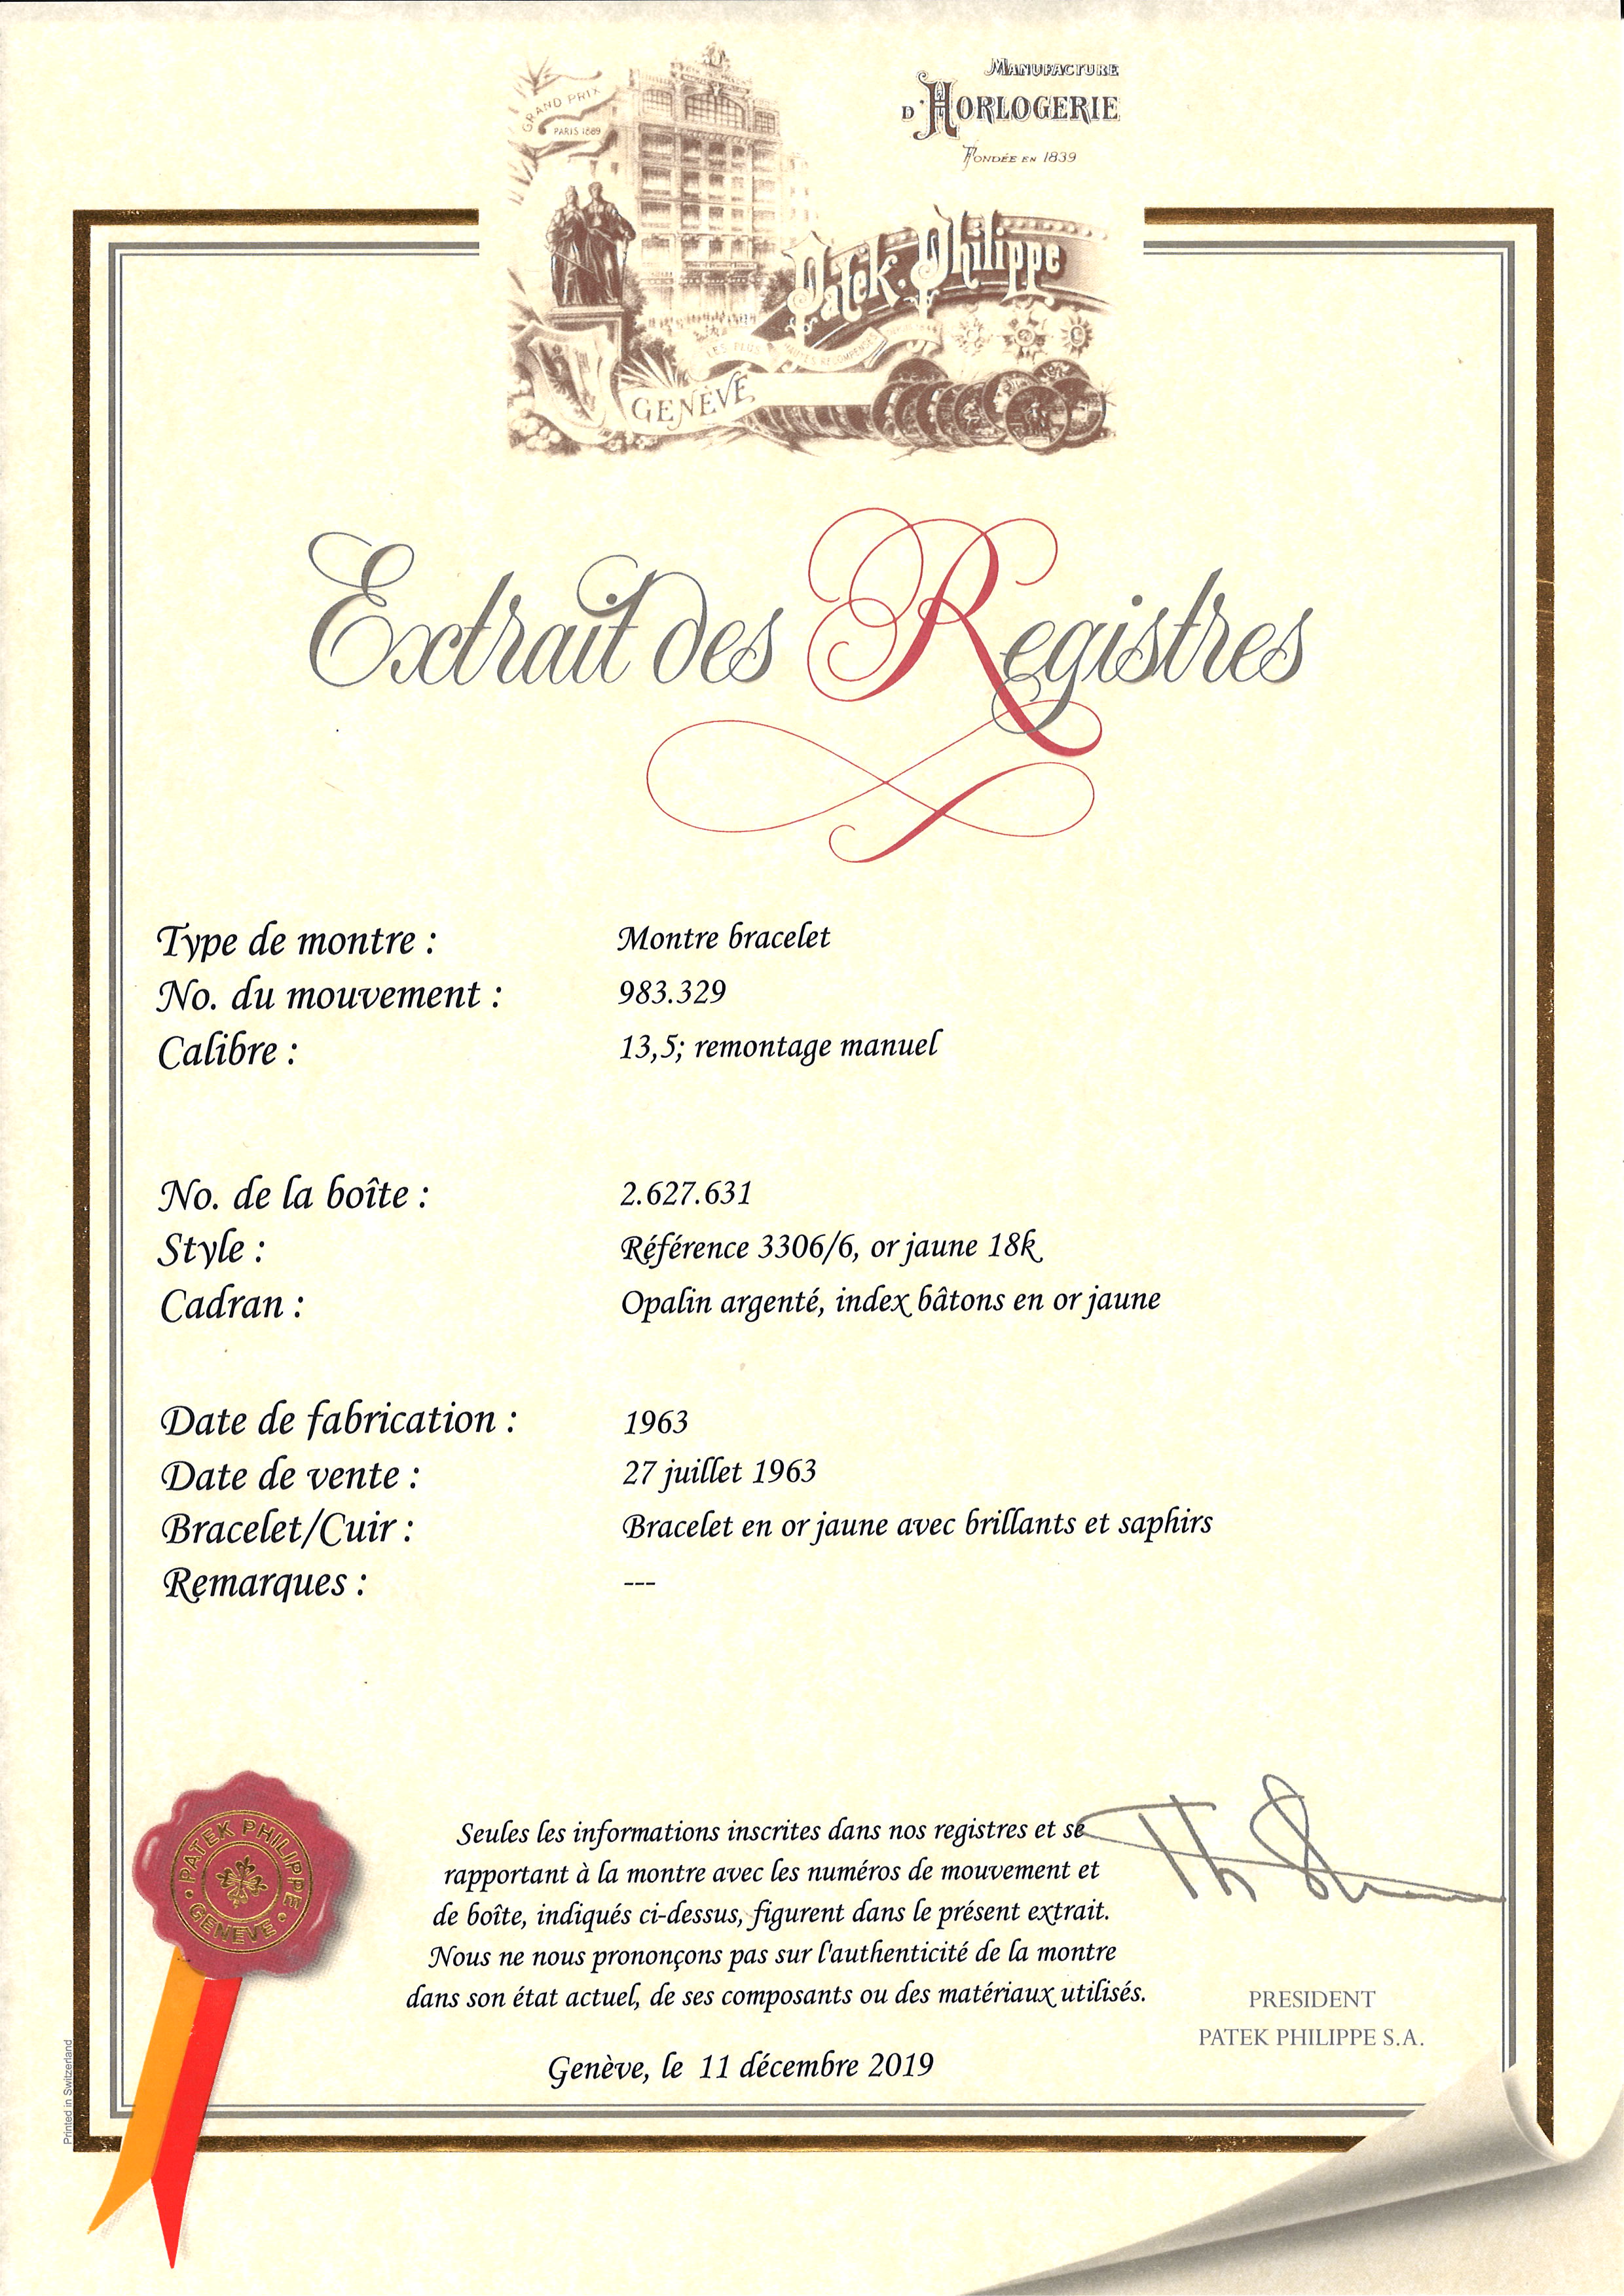 MANUFACTURE
D'HORLOGERIE
FONDÉE EN 1839
GRAND PRIX
PARIS 1889
Patek Philippe
LES PLUS HAUTES RÉCOMPENSES
GENÈVE
Extrait des Registres
Type de montre : Montre bracelet
No. du mouvement : 983.329
Calibre : 13,5; remontage manuel
No. de la boîte : 2.627.631
Style : Référence 3306/6, or jaune 18k
Cadran : Opalin argenté, index bâtons en or jaune
Date de fabrication : 1963
Date de vente : 27 juillet 1963
Bracelet/Cuir : Bracelet en or jaune avec brillants et saphirs
Remarques : ---
Seules les informations inscrites dans nos registres et se
rapportant à la montre avec les numéros de mouvement et
de boîte, indiqués ci-dessus, figurent dans le présent extrait.
Nous ne nous prononçons pas sur l'authenticité de la montre
dans son état actuel, de ses composants ou des matériaux utilisés.
Genève, le 11 décembre 2019
PRESIDENT
PATEK PHILIPPE S.A.
PATEK PHILIPPE
GENEVE
Printed in Switzerland